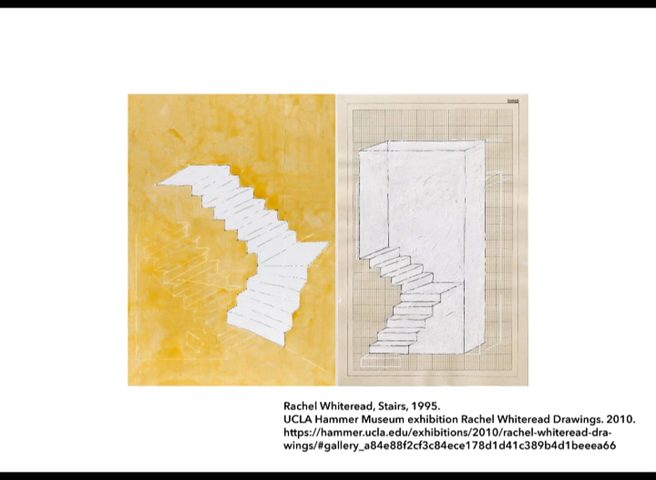 Rachel Whiteread, Stairs, 1995.
UCLA Hammer Museum exhibition Rachel Whiteread Drawings. 2010.
https://hammer.ucla.edu/exhibitions/2010/rachel-whiteread-dra-
wings/#gallery_a84e88f2cf3c84ece178d1d41c389b4d1beeea66